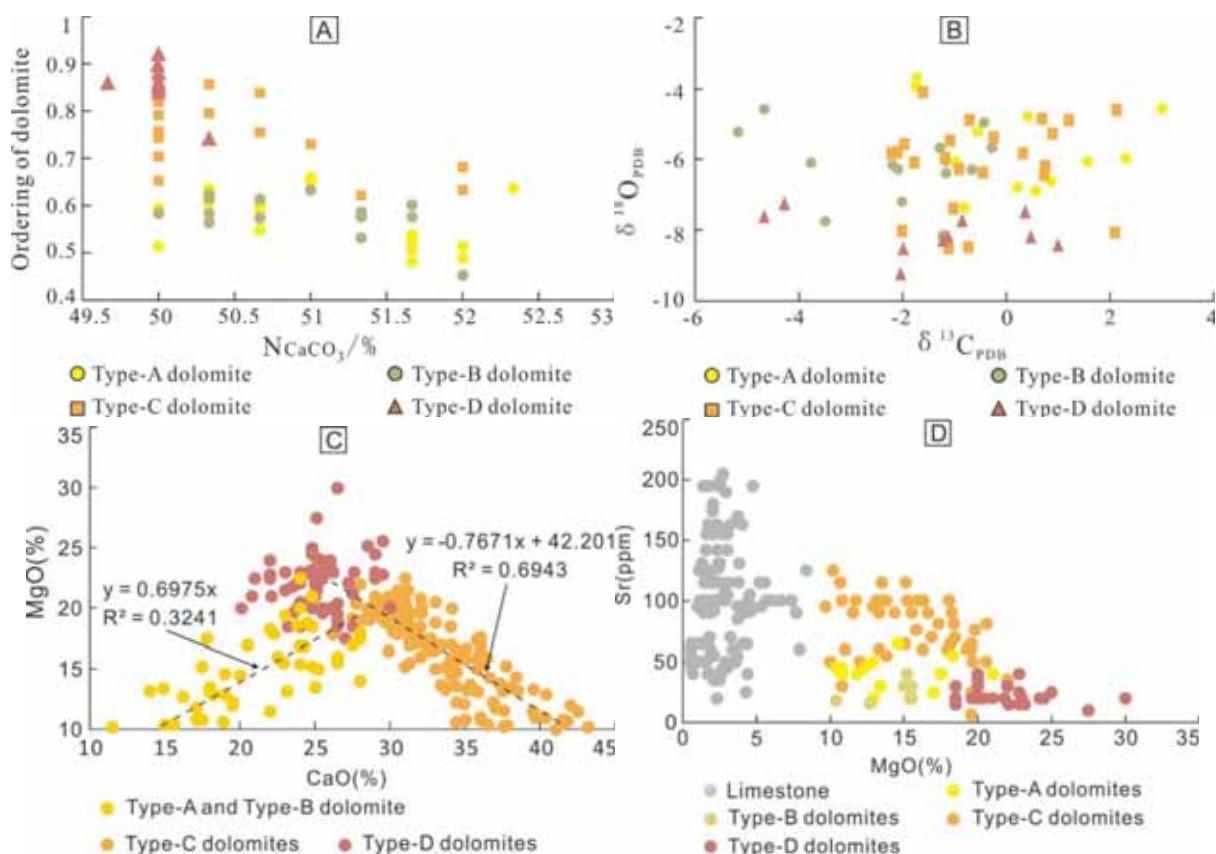 A
Ordering of dolomite
1
0.9
0.8
0.7
0.6
0.5
0.4
49.5 50 50.5 51 51.5 52 52.5 53
NCaCO3/%
Type-A dolomite Type-B dolomite
Type-C dolomite Type-D dolomite
B
δ 18OPDB
-2
-4
-6
-8
-10
-6 -4 -2 0 2 4
δ 13CPDB
Type-A dolomite Type-B dolomite
Type-C dolomite Type-D dolomite
C
MgO(%)
35
30
25
20
15
10
y = 0.6975x
R² = 0.3241
y = -0.7671x + 42.201
R² = 0.6943
10 15 20 25 30 35 40 45
CaO(%)
Type-A and Type-B dolomite
Type-C dolomites Type-D dolomites
D
Sr(ppm)
250
200
150
100
50
0
0 5 10 15 20 25 30 35
MgO(%)
Limestone Type-A dolomites
Type-B dolomites Type-C dolomites
Type-D dolomites